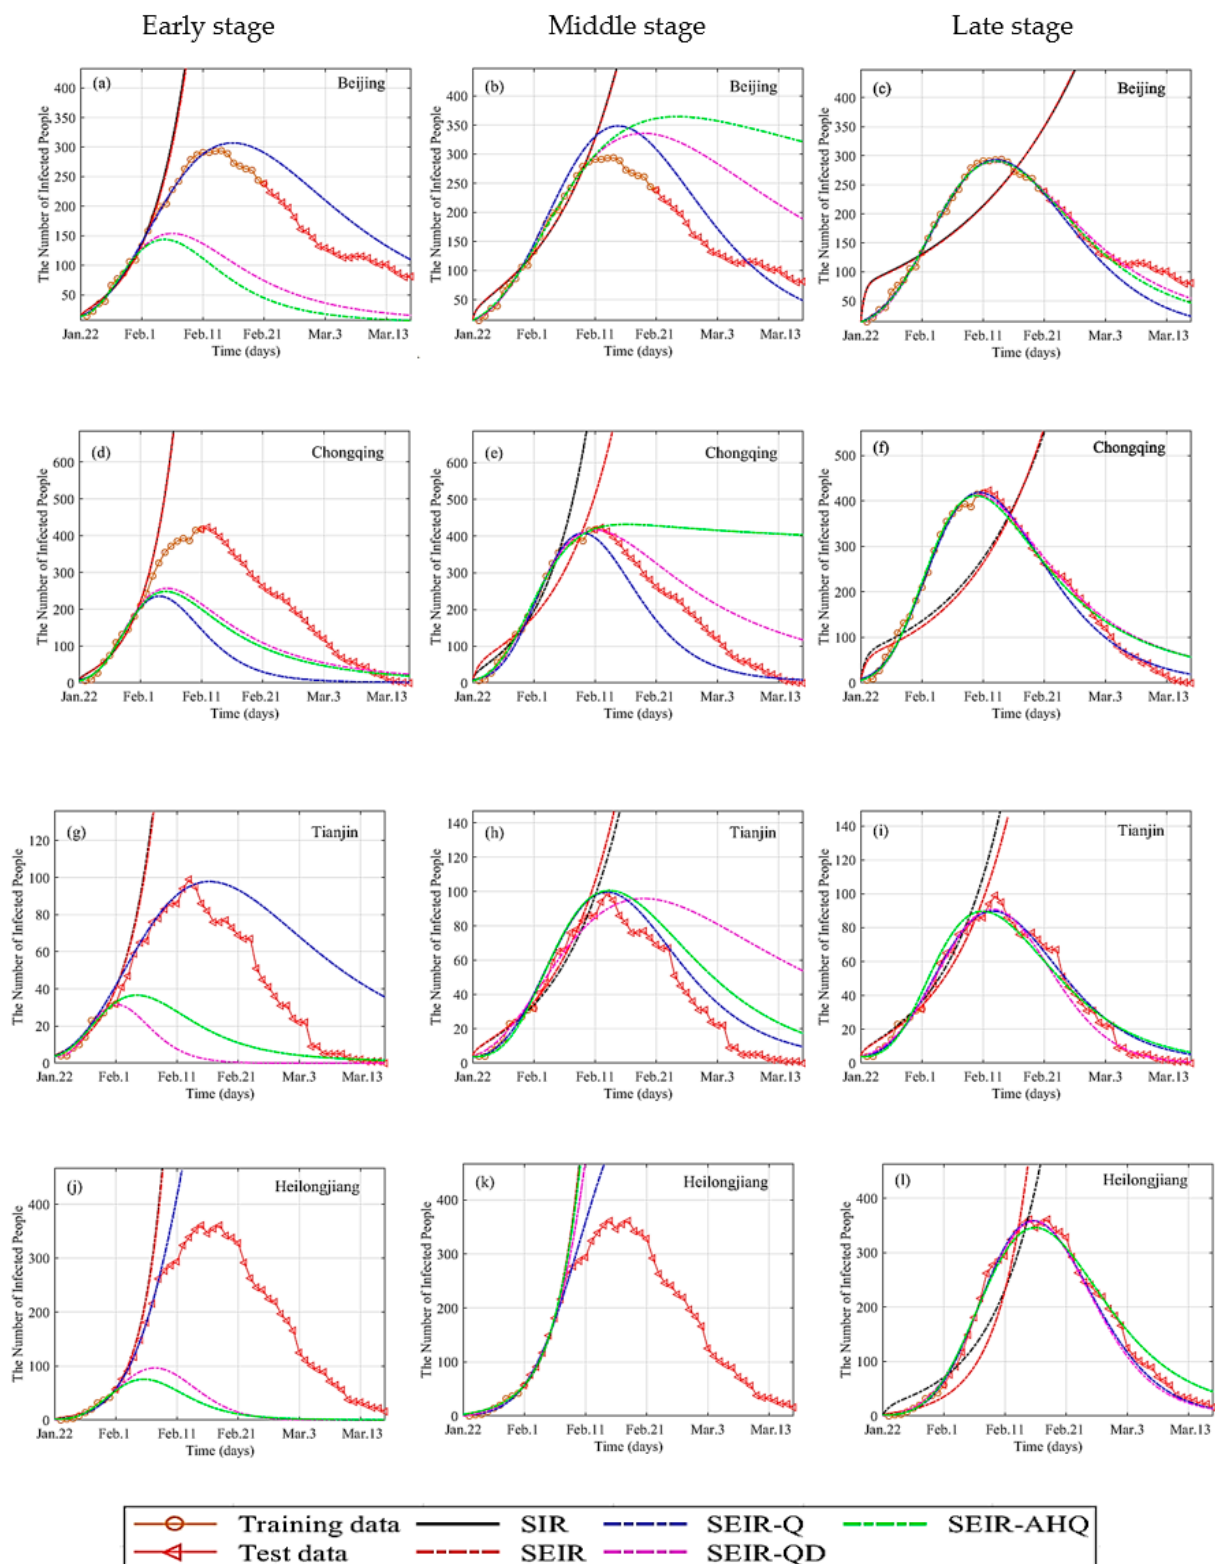 Early stage
Middle stage
Late stage
The Number of Infected People
400
350
300
250
200
150
100
50
(a)
Beijing
Jan.22
Feb.1
Feb.11
Feb.21
Mar.3
Mar.13
Time (days)
The Number of Infected People
400
350
300
250
200
150
100
50
(b)
Beijing
Jan.22
Feb.1
Feb.11
Feb.21
Mar.3
Mar.13
Time (days)
The Number of Infected People
400
350
300
250
200
150
100
50
(c)
Beijing
Jan.22
Feb.1
Feb.11
Feb.21
Mar.3
Mar.13
Time (days)
The Number of Infected People
600
500
400
300
200
100
0
(d)
Chongqing
Jan.22
Feb.1
Feb.11
Feb.21
Mar.3
Mar.13
Time (days)
The Number of Infected People
600
500
400
300
200
100
0
(e)
Chongqing
Jan.22
Feb.1
Feb.11
Feb.21
Mar.3
Mar.13
Time (days)
The Number of Infected People
500
400
300
200
100
0
(f)
Chongqing
Jan.22
Feb.1
Feb.11
Feb.21
Mar.3
Mar.13
Time (days)
The Number of Infected People
120
100
80
60
40
20
0
(g)
Tianjin
Jan.22
Feb.1
Feb.11
Feb.21
Mar.3
Mar.13
Time (days)
The Number of Infected People
140
120
100
80
60
40
20
0
(h)
Tianjin
Jan.22
Feb.1
Feb.11
Feb.21
Mar.3
Mar.13
Time (days)
The Number of Infected People
140
120
100
80
60
40
20
0
(i)
Tianjin
Jan.22
Feb.1
Feb.11
Feb.21
Mar.3
Mar.13
Time (days)
The Number of Infected People
400
300
200
100
0
(j)
Heilongjiang
Jan.22
Feb.1
Feb.11
Feb.21
Mar.3
Mar.13
Time (days)
The Number of Infected People
400
300
200
100
0
(k)
Heilongjiang
Jan.22
Feb.1
Feb.11
Feb.21
Mar.3
Mar.13
Time (days)
The Number of Infected People
400
300
200
100
0
(l)
Heilongjiang
Jan.22
Feb.1
Feb.11
Feb.21
Mar.3
Mar.13
Time (days)
Training data
SIR
SEIR-Q
SEIR-AHQ
Test data
SEIR
SEIR-QD